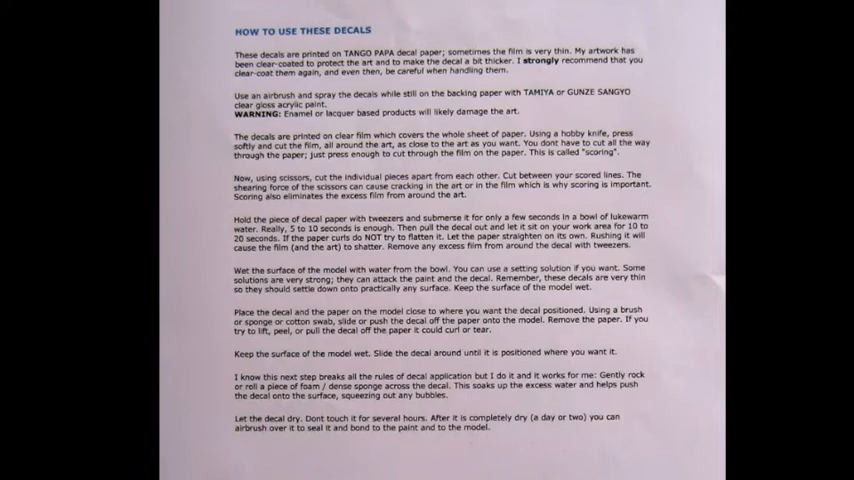 HOW TO USE THESE DECALS
These decals are printed on TANGO PAPA decal paper; sometimes the film is very thin. My artwork has
been clear-coated to protect the art and to make the decal a bit thicker. I strongly recommend that you
clear-coat them again, and even then, be careful when handling them.
Use an airbrush and spray the decals while still on the backing paper with TAMIYA or GUNZE SANGYO
clear gloss acrylic paint.
WARNING: Enamel or lacquer based products will likely damage the art.
The decals are printed on clear film which covers the whole sheet of paper. Using a hobby knife, press
softly and cut the film, all around the art, as close to the art as you want. You dont have to cut all the way
through the paper; just press enough to cut through the film on the paper. This is called "scoring".
Now, using scissors, cut the individual pieces apart from each other. Cut between your scored lines. The
shearing force of the scissors can cause cracking in the art or in the film which is why scoring is important.
Scoring also eliminates the excess film from around the art.
Hold the piece of decal paper with tweezers and submerse it for only a few seconds in a bowl of lukewarm
water. Really, 5 to 10 seconds is enough. Then pull the decal out and let it sit on your work area for 10 to
20 seconds. If the paper curls do NOT try to flatten it. Let the paper straighten on its own. Rushing it will
cause the film (and the art) to shatter. Remove any excess film from around the decal with tweezers.
Wet the surface of the model with water from the bowl. You can use a setting solution if you want. Some
solutions are very strong; they can attack the paint and the decal. Remember, these decals are very thin
so they should settle down onto practically any surface. Keep the surface of the model wet.
Place the decal and the paper on the model close to where you want the decal positioned. Using a brush
or sponge or cotton swab, slide or push the decal off the paper onto the model. Remove the paper. If you
try to lift, peel, or pull the decal off the paper it could curl or tear.
Keep the surface of the model wet. Slide the decal around until it is positioned where you want it.
I know this next step breaks all the rules of decal application but I do it and it works for me: Gently rock
or roll a piece of foam / dense sponge across the decal. This soaks up the excess water and helps push
the decal onto the surface, squeezing out any bubbles.
Let the decal dry. Dont touch it for several hours. After it is completely dry (a day or two) you can
airbrush over it to seal it and bond to the paint and to the model.